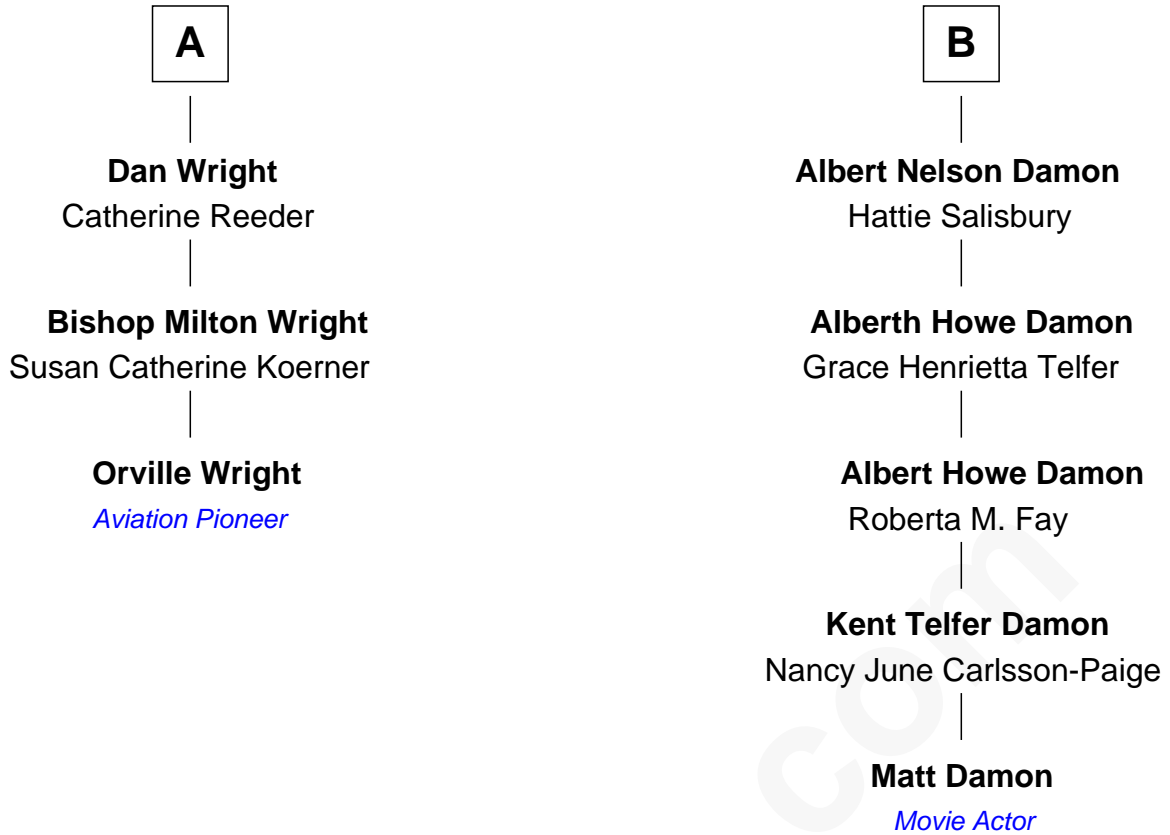 A
Dan Wright
Catherine Reeder
Bishop Milton Wright
Susan Catherine Koerner
Orville Wright
Aviation Pioneer
B
Albert Nelson Damon
Hattie Salisbury
Alberth Howe Damon
Grace Henrietta Telfer
Albert Howe Damon
Roberta M. Fay
Kent Telfer Damon
Nancy June Carlsson-Paige
Matt Damon
Movie Actor
com